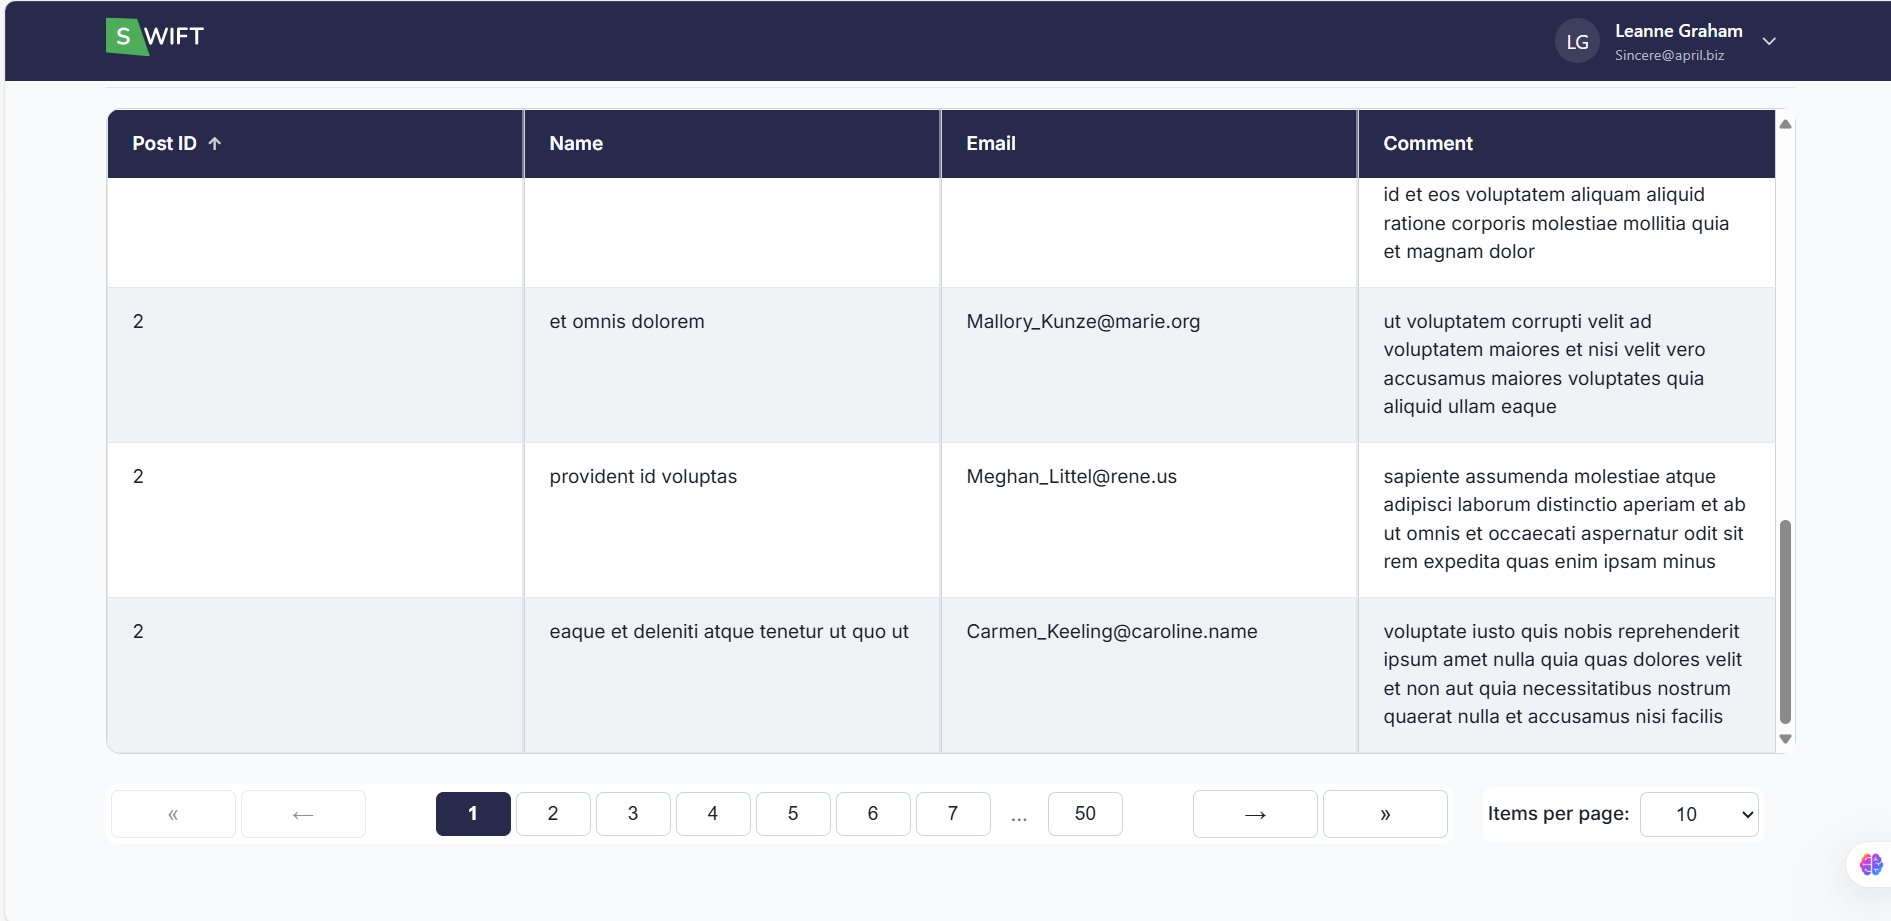 SWIFT
LG
Leanne Graham
Sincere@april.biz
Post ID ↑
Name
Email
Comment
id et eos voluptatem aliquam aliquid
ratione corporis molestiae mollitia quia
et magnam dolor
2
et omnis dolorem
Mallory_Kunze@marie.org
ut voluptatem corrupti velit ad
voluptatem maiores et nisi velit vero
accusamus maiores voluptates quia
aliquid ullam eaque
2
provident id voluptas
Meghan_Littel@rene.us
sapiente assumenda molestiae atque
adipisci laborum distinctio aperiam et ab
ut omnis et occaecati aspernatur odit sit
rem expedita quas enim ipsam minus
2
eaque et deleniti atque tenetur ut quo ut
Carmen_Keeling@caroline.name
voluptate iusto quis nobis reprehenderit
ipsum amet nulla quia quas dolores velit
et non aut quia necessitatibus nostrum
quaerat nulla et accusamus nisi facilis
« ← 1 2 3 4 5 6 7 ... 50 → » Items per page: 10